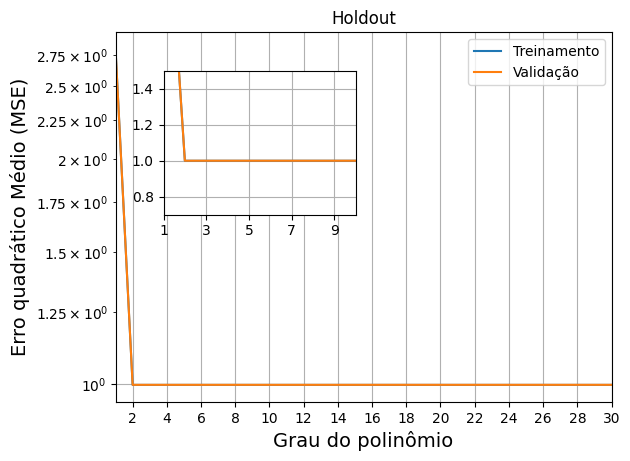 Holdout
Treinamento
Validação
Erro quadrático Médio (MSE)
2.75 × 10⁰
2.5 × 10⁰
2.25 × 10⁰
2 × 10⁰
1.75 × 10⁰
1.5 × 10⁰
1.25 × 10⁰
10⁰
1.4
1.2
1.0
0.8
1 3 5 7 9
2 4 6 8 10 12 14 16 18 20 22 24 26 28 30
Grau do polinômio